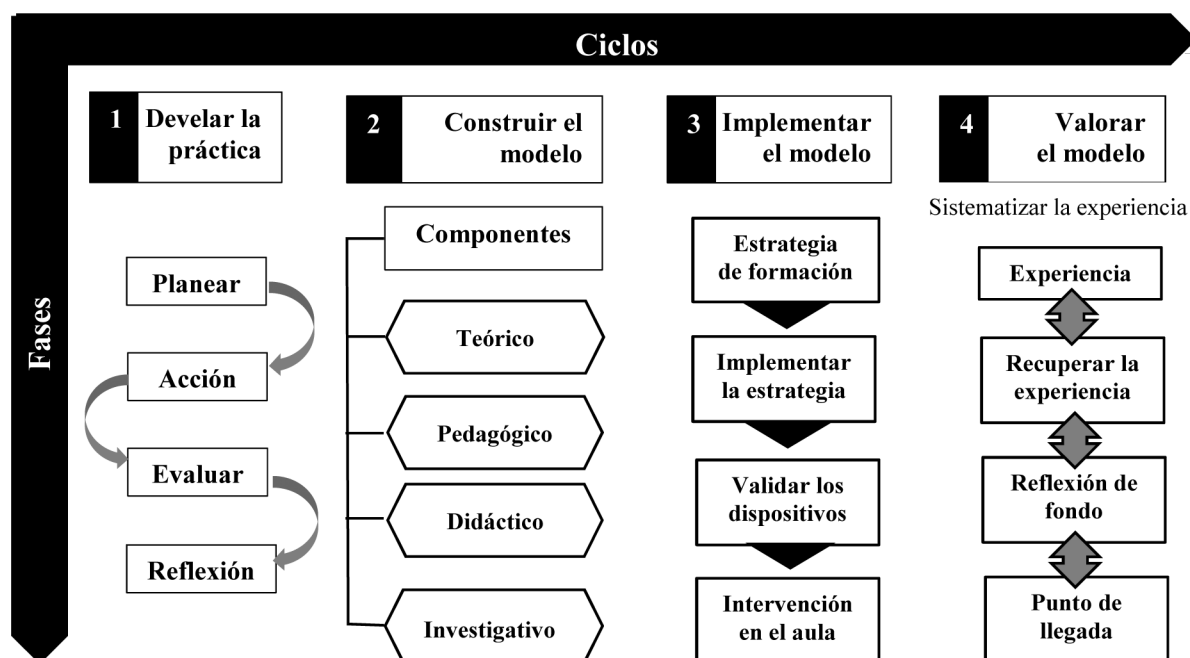 Ciclos
Fases
1
Develar la
práctica
Planear
Acción
Evaluar
Reflexión
2
Construir el
modelo
Componentes
Teórico
Pedagógico
Didáctico
Investigativo
3
Implementar
el modelo
Estrategia
de formación
Implementar
la estrategia
Validar los
dispositivos
Intervención
en el aula
4
Valorar
el modelo
Sistematizar la experiencia
Experiencia
Recuperar la
experiencia
Reflexión de
fondo
Punto de
llegada